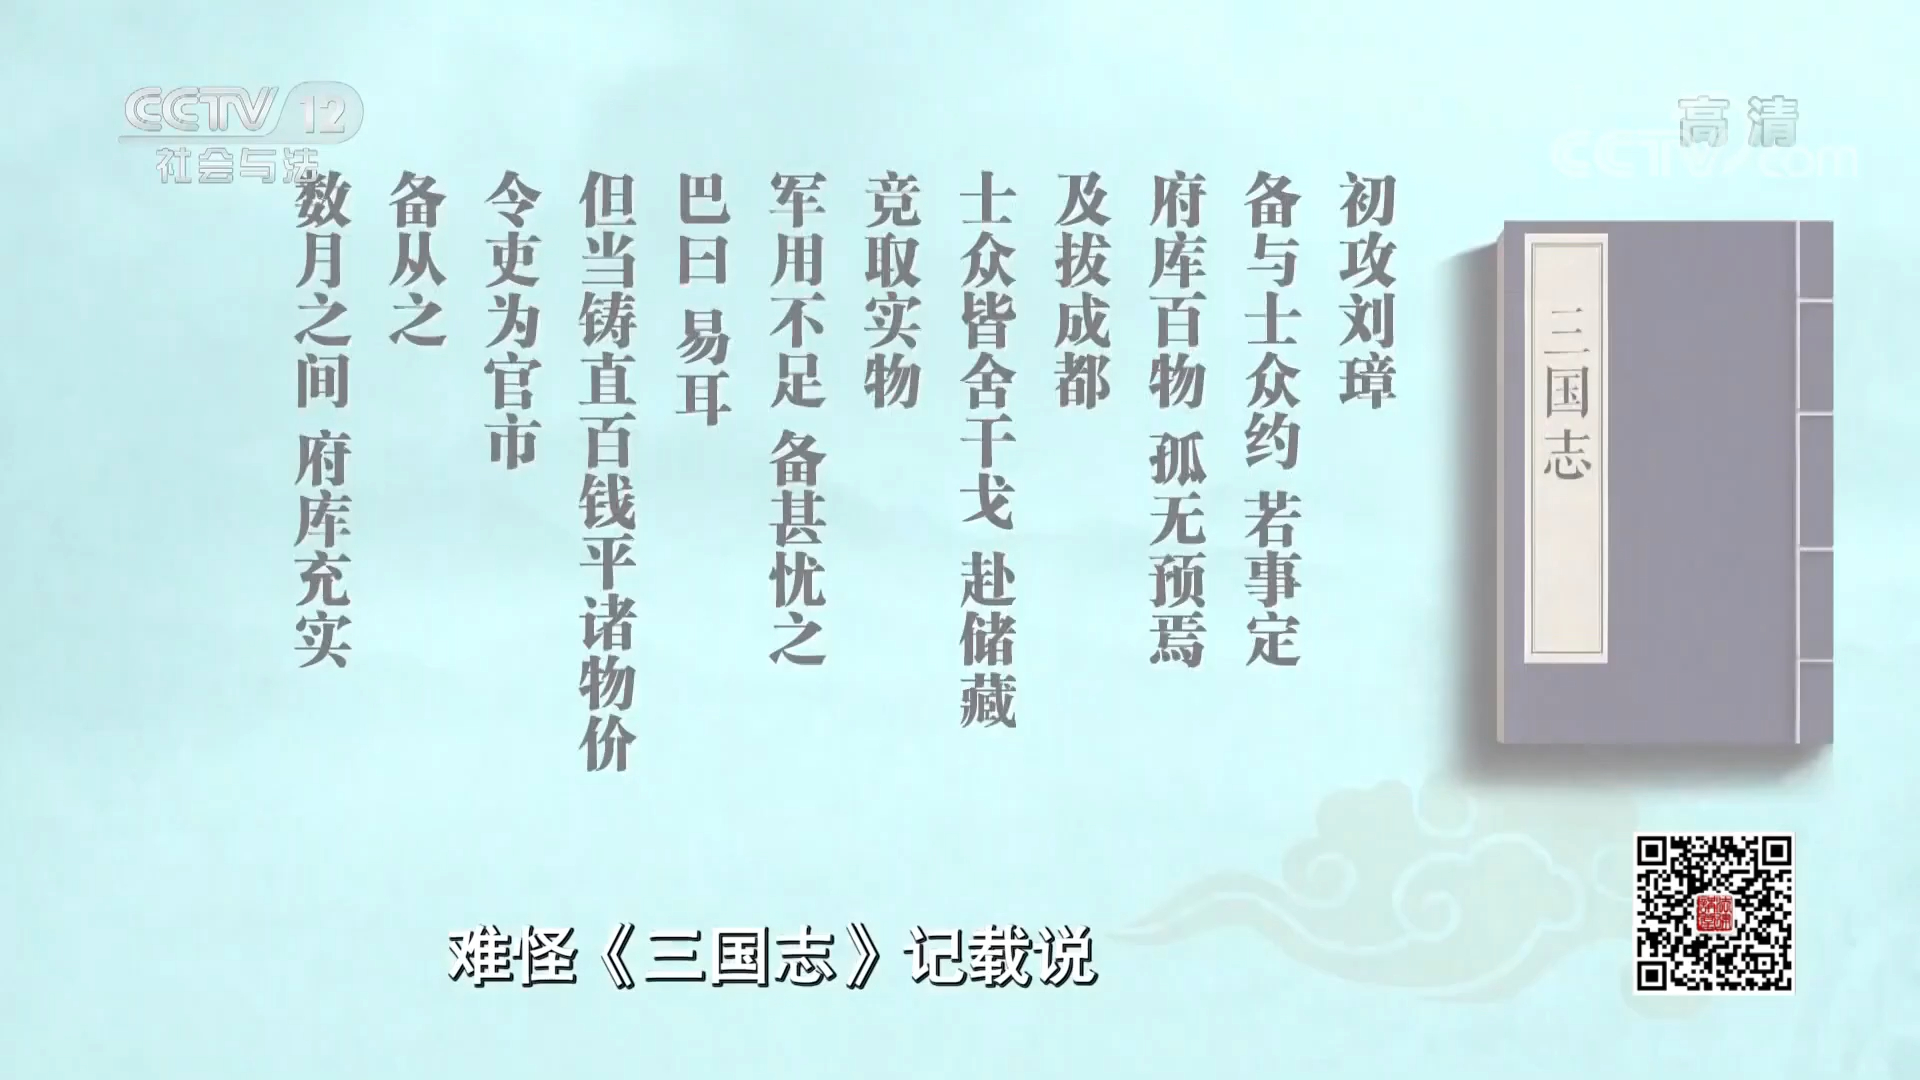 CCTV 12
社会与法
高清
CCTV.com
初攻刘璋
备与士众约 若事定
府库百物 孤无预焉
及拔成都
士众皆舍干戈 赴储藏
竞取实物
军用不足 备甚忧之
巴曰 易耳
但当铸直百钱平诸物价
令吏为官市
备从之
数月之间 府库充实
三国志
难怪《三国志》记载说